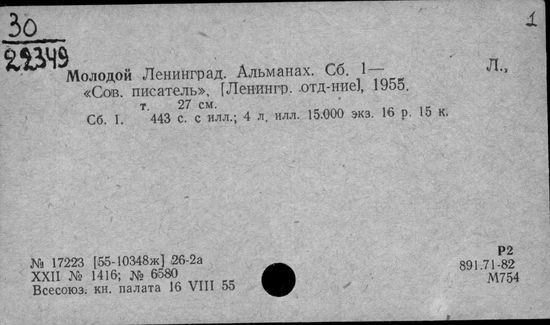 30
22349
1
Молодой Ленинград. Альманах. Сб. 1— Л.,
«Сов. писатель», [Ленингр. отд-ние], 1955.
т. 27 см.
Сб. 1. 443 с. с илл.; 4 л. илл. 15.000 экз. 16 р. 15 к.
№ 17223 [55-10348ж] 26-2а
XXII № 1416; № 6580
Всесоюз. кн. палата 16 VIII 55
Р2
891.71-82
М754